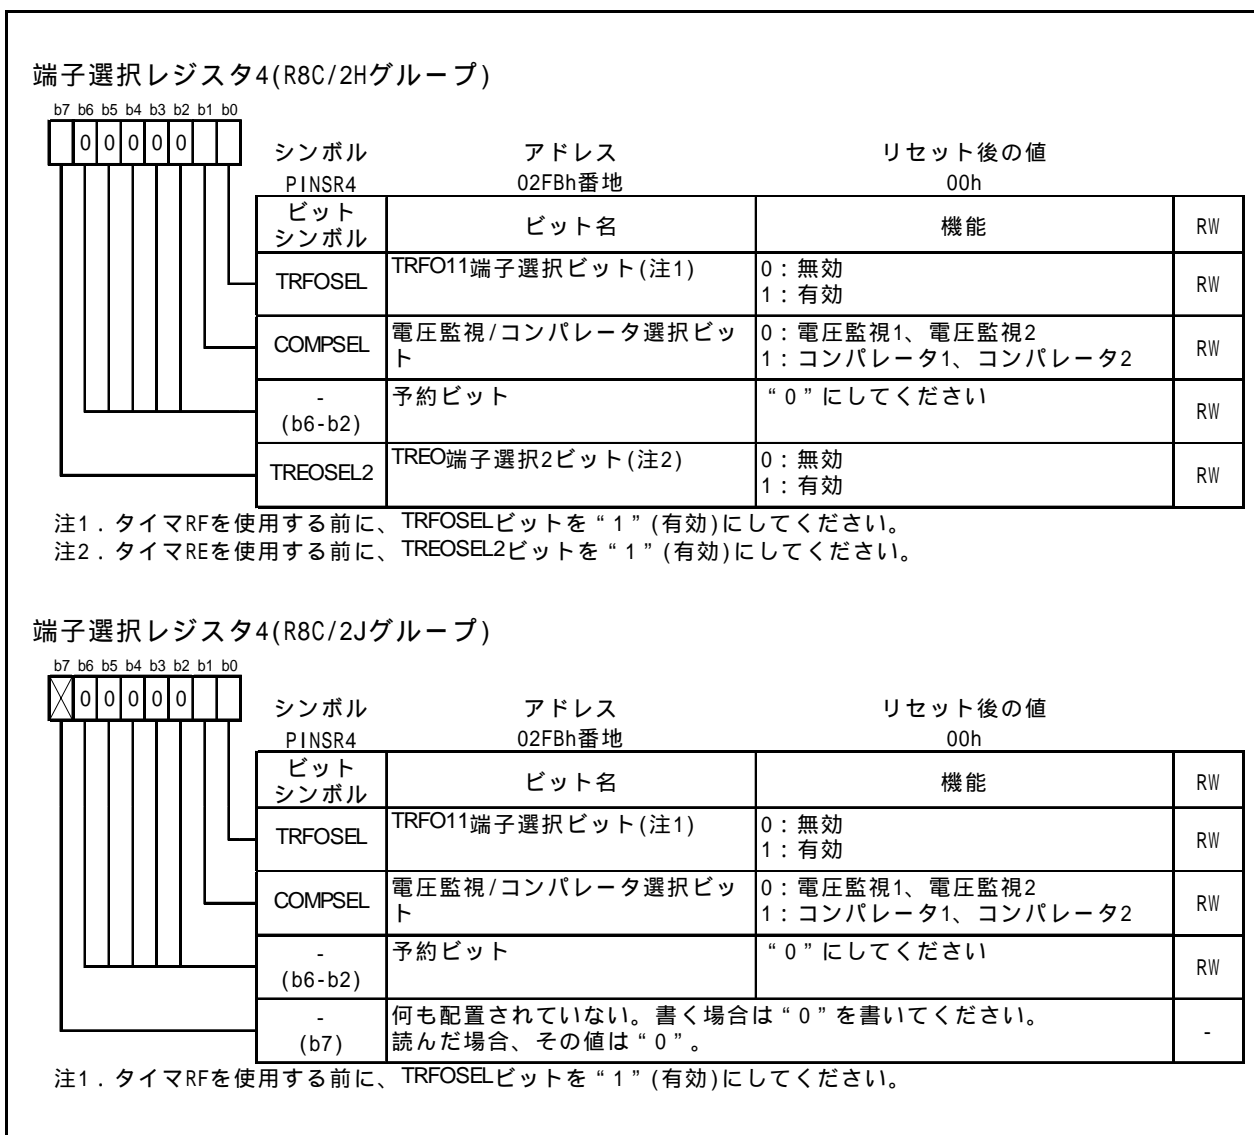 端子選択レジスタ4(R8C/2Hグループ)
b7 b6 b5 b4 b3 b2 b1 b0
0 0 0 0 0
シンボル アドレス リセット後の値
PINSR4 02FBh番地 00h
ビット
シンボル ビット名 機能 RW
TRFOSEL TRFO11端子選択ビット(注1) 0：無効
1：有効 RW
COMPSEL 電圧監視/コンパレータ選択ビッ
ト 0：電圧監視1、電圧監視2
1：コンパレータ1、コンパレータ2 RW
-
(b6-b2) 予約ビット “0”にしてください RW
TREOSEL2 TREO端子選択2ビット(注2) 0：無効
1：有効 RW
注1．タイマRFを使用する前に、TRFOSELビットを“1”(有効)にしてください。
注2．タイマREを使用する前に、TREOSEL2ビットを“1”(有効)にしてください。
端子選択レジスタ4(R8C/2Jグループ)
b7 b6 b5 b4 b3 b2 b1 b0
0 0 0 0 0
シンボル アドレス リセット後の値
PINSR4 02FBh番地 00h
ビット
シンボル ビット名 機能 RW
TRFOSEL TRFO11端子選択ビット(注1) 0：無効
1：有効 RW
COMPSEL 電圧監視/コンパレータ選択ビッ
ト 0：電圧監視1、電圧監視2
1：コンパレータ1、コンパレータ2 RW
-
(b6-b2) 予約ビット “0”にしてください RW
-
(b7) 何も配置されていない。書く場合は“0”を書いてください。
読んだ場合、その値は“0”。 -
注1．タイマRFを使用する前に、TRFOSELビットを“1”(有効)にしてください。